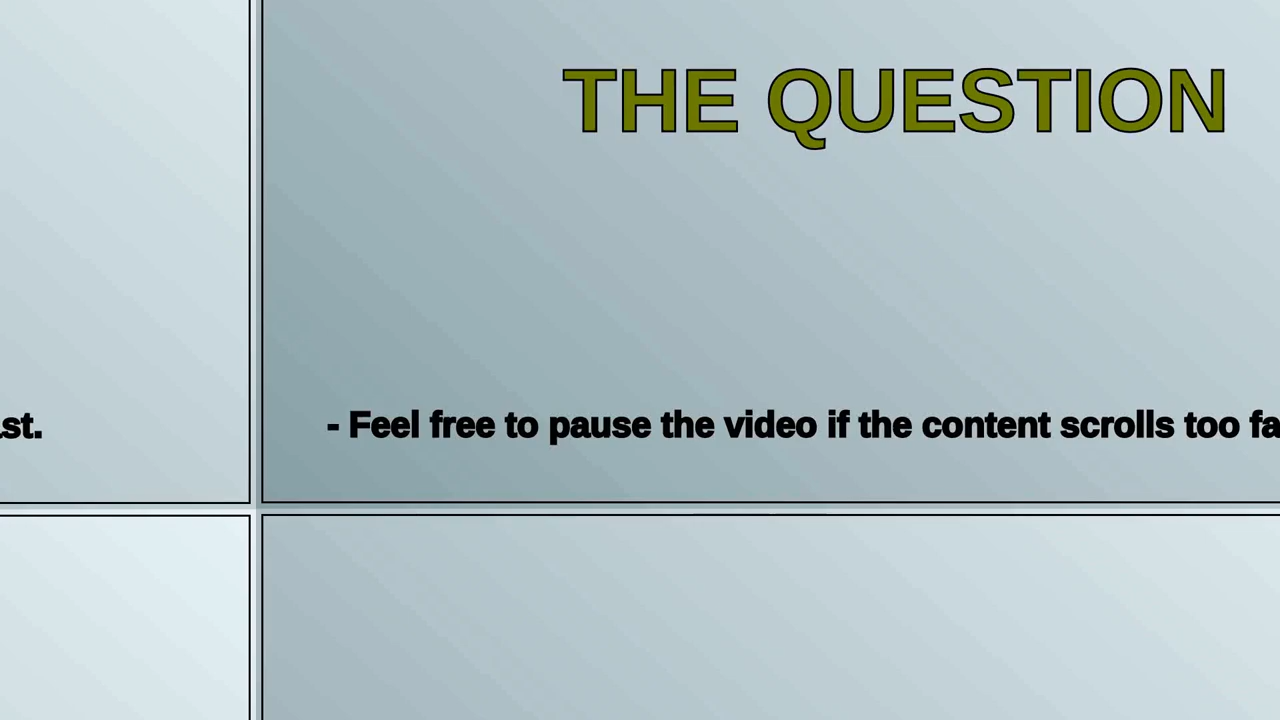 THE QUESTION
st.
- Feel free to pause the video if the content scrolls too fa